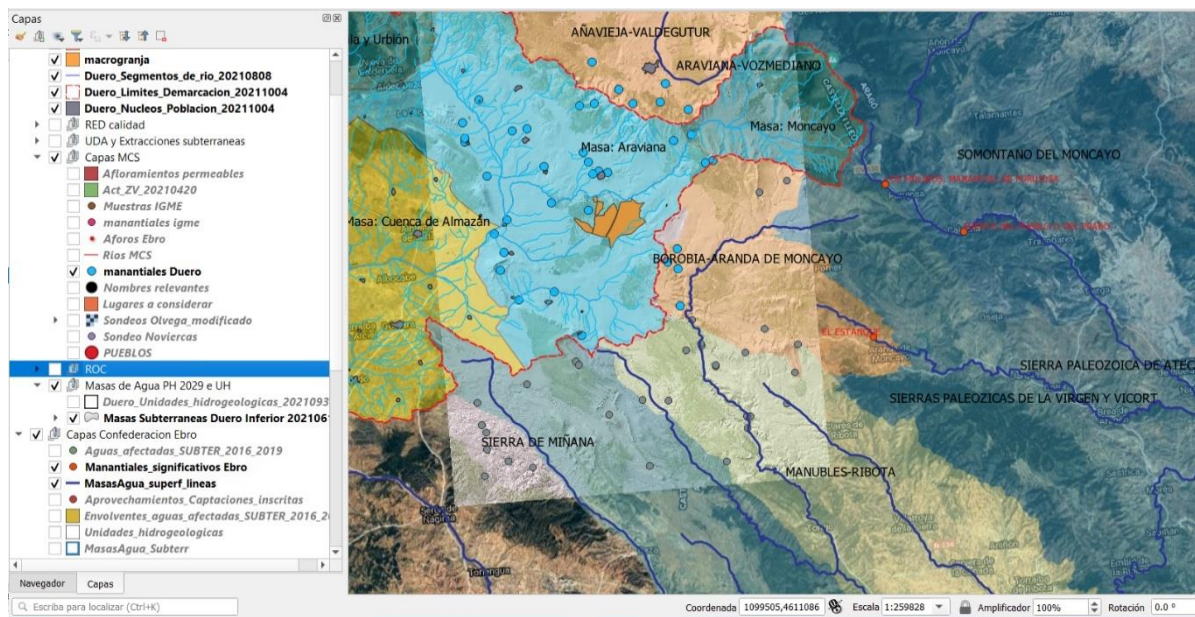 Capas
macrogranja
Duero_Segmentos_de_rio_20210808
Duero_Limites_Demarcacion_20211004
Duero_Nucleos_Poblacion_20211004
RED calidad
UDA y Extracciones subterraneas
Capas MCS
Afloramientos permeables
Act_ZV_20210420
Muestras IGME
manantiales igme
Aforos Ebro
Rios MCS
manantiales Duero
Nombres relevantes
Lugares a considerar
Sondeos Olvega_modificado
Sondeo Noviercas
PUEBLOS
ROC
Masas de Agua PH 2029 e UH
Duero_Unidades_hidrogeologicas_2021093
Masas Subterraneas Duero Inferior 2021061
Capas Confederacion Ebro
Aguas_afectadas_SUBTER_2016_2019
Manantiales_significativos Ebro
MasasAgua_superf_lineas
Aprovechamientos_Captaciones_inscritas
Envolventes_aguas_afectadas_SUBTER_2016_2
Unidades_hidrogeologicas
MasasAgua_Subterr
Navegador
Capas
la y Urbión
AÑAVIEJA-VALDEGUTUR
ARAVIANA-VOZMEDIANO
Masa: Moncayo
Masa: Araviana
SOMONTANO DEL MONCAYO
Masa: Cuenca de Almazán
BOROBIA-ARANDA DE MONCAYO
EL ESTANQUE
SIERRA PALEOZOICA DE ATEC
SIERRAS PALEOZICAS DE LA VIRGEN Y VICORT
SIERRA DE MIÑANA
MANUBLES-RIBOTA
Escriba para localizar (Ctrl+K)
Coordenada 1099505,4611086 Escala 1:259828 Amplificador 100% Rotación 0.0 °